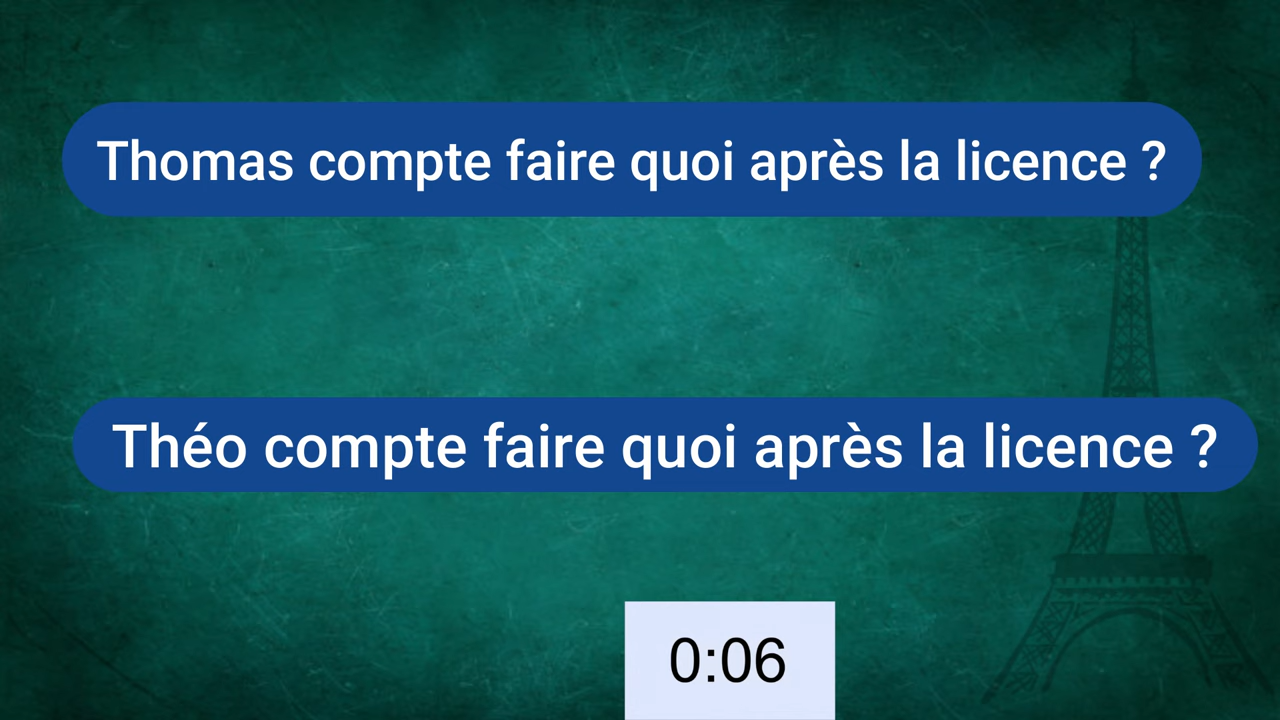 Thomas compte faire quoi après la licence ?
Théo compte faire quoi après la licence ?
0:06